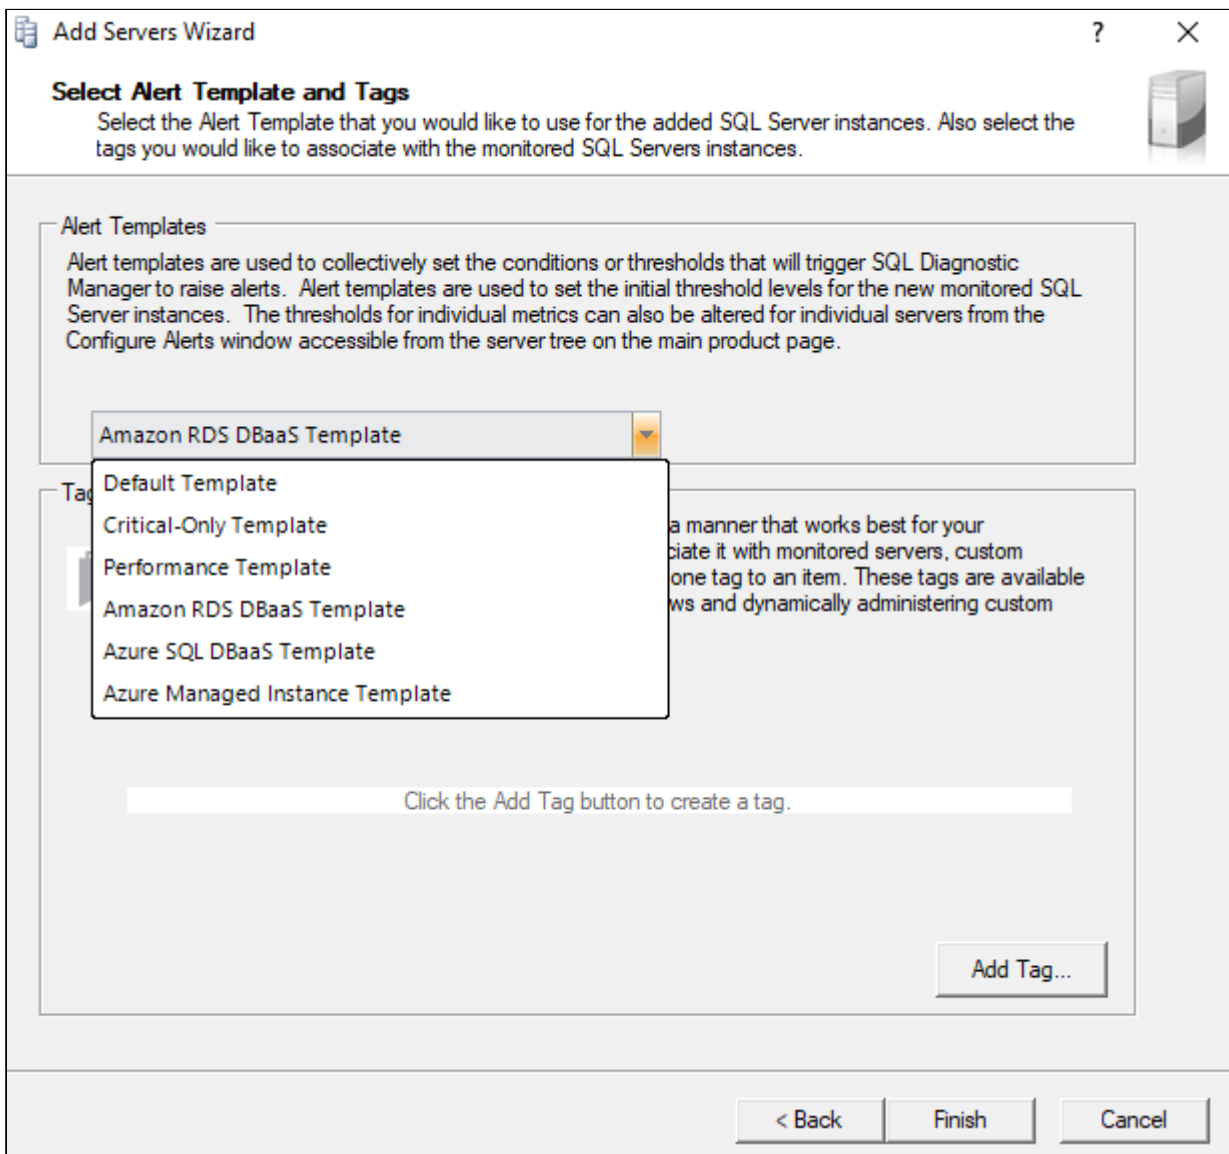 Add Servers Wizard
?
Select Alert Template and Tags
Select the Alert Template that you would like to use for the added SQL Server instances. Also select the
tags you would like to associate with the monitored SQL Servers instances.
Alert Templates
Alert templates are used to collectively set the conditions or thresholds that will trigger SQL Diagnostic
Manager to raise alerts. Alert templates are used to set the initial threshold levels for the new monitored SQL
Server instances. The thresholds for individual metrics can also be altered for individual servers from the
Configure Alerts window accessible from the server tree on the main product page.
Amazon RDS DBaaS Template
Default Template
Critical-Only Template
Performance Template
Amazon RDS DBaaS Template
Azure SQL DBaaS Template
Azure Managed Instance Template
a manner that works best for your
it with monitored servers, custom
one tag to an item. These tags are available
and dynamically administering custom
Click the Add Tag button to create a tag.
Add Tag...
< Back
Finish
Cancel